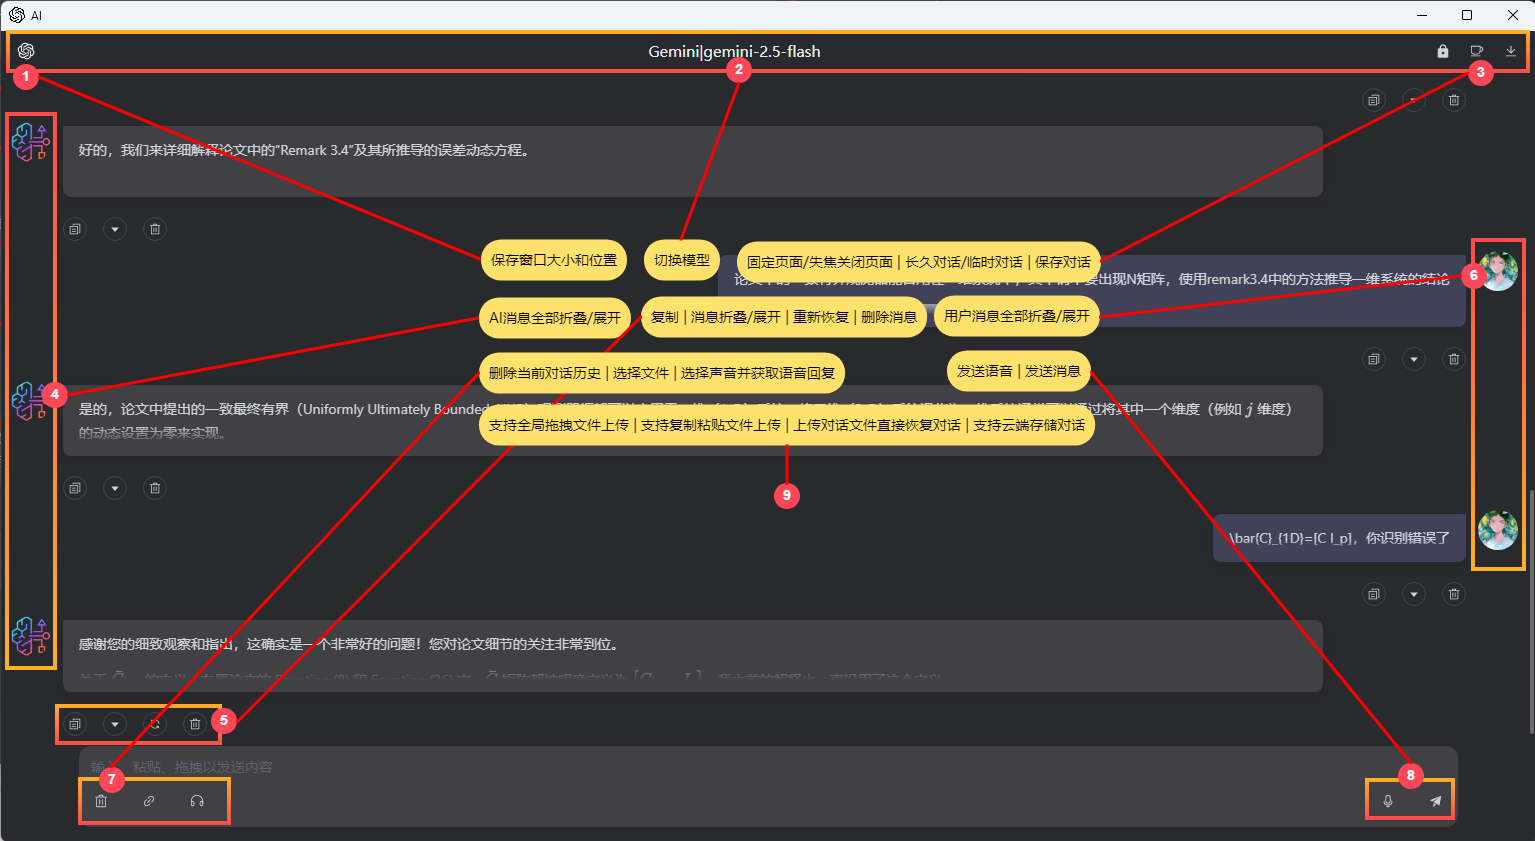 AI
Gemini|gemini-2.5-flash
1
2
3
好的，我们来详细解释论文中的“Remark 3.4”及其所推导的误差动态方程。
保存窗口大小和位置
切换模型
固定页面/失焦关闭页面 | 长久对话/临时对话 | 保存对话
要出现N矩阵，使用remark3.4中的方法推导一维系统的结论
6
AI消息全部折叠/展开
复制 | 消息折叠/展开 | 重新恢复 | 删除消息
用户消息全部折叠/展开
删除当前对话历史 | 选择文件 | 选择声音并获取语音回复
发送语音 | 发送消息
4
是的，论文中提出的一致最终有界（Uniformly Ultimately Bounded
通过将其中一个维度（例如 j 维度）
的动态设置为零来实现。
支持全局拖拽文件上传 | 支持复制粘贴文件上传 | 上传对话文件直接恢复对话 | 支持云端存储对话
9
\bar{C}_{1D}=[C I_p]，你识别错误了
感谢您的细致观察和指出，这确实是一个非常好的问题！您对论文细节的关注非常到位。
5
粘贴、拖拽以发送内容
7
8